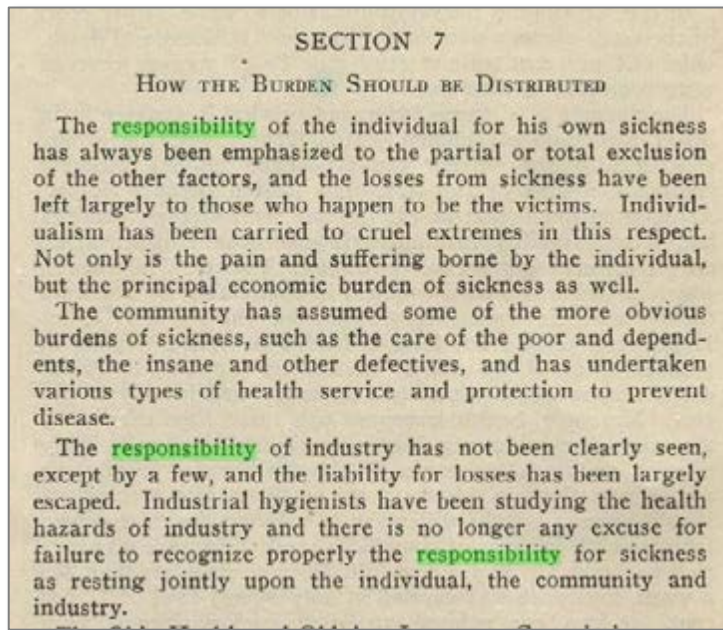 SECTION 7
HOW THE BURDEN SHOULD BE DISTRIBUTED
The responsibility of the individual for his own sickness
has always been emphasized to the partial or total exclusion
of the other factors, and the losses from sickness have been
left largely to those who happen to be the victims. Individ-
ualism has been carried to cruel extremes in this respect.
Not only is the pain and suffering borne by the individual,
but the principal economic burden of sickness as well.
The community has assumed some of the more obvious
burdens of sickness, such as the care of the poor and depend-
ents, the insane and other defectives, and has undertaken
various types of health service and protection to prevent
disease.
The responsibility of industry has not been clearly seen,
except by a few, and the liability for losses has been largely
escaped. Industrial hygienists have been studying the health
hazards of industry and there is no longer any excuse for
failure to recognize properly the responsibility for sickness
as resting jointly upon the individual, the community and
industry.